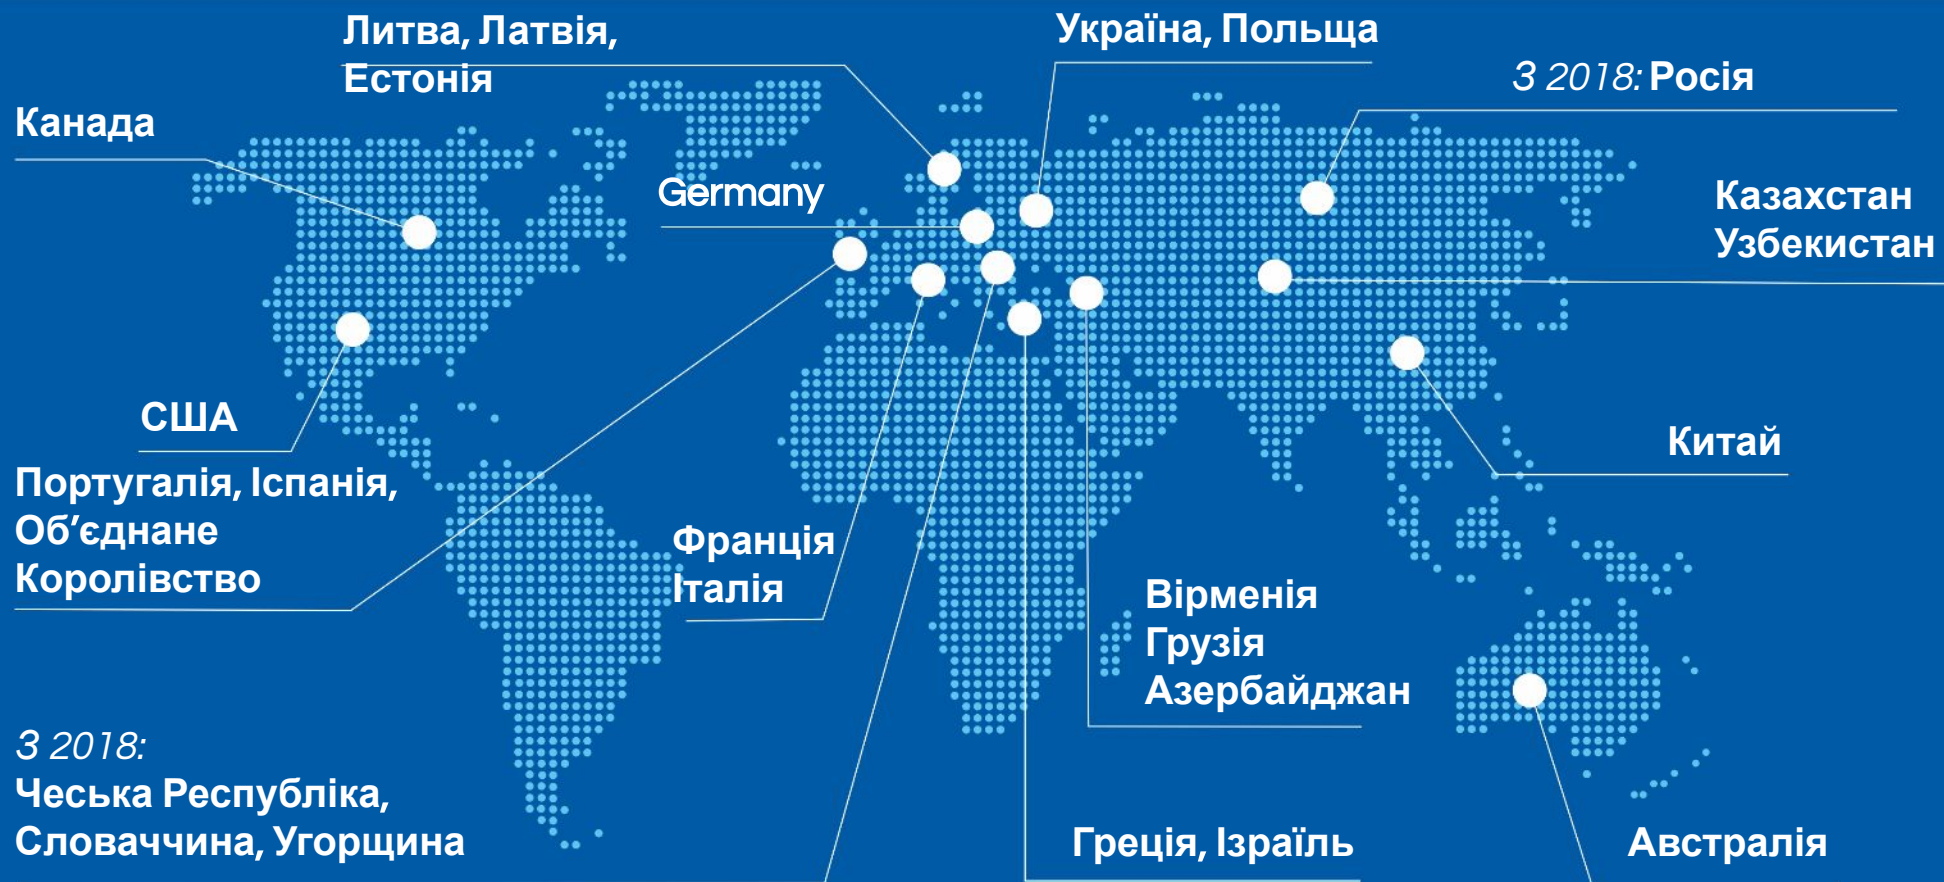 Литва, Латвія,
Естонія
Україна, Польща
З 2018: Росія
Канада
Germany
Казахстан
Узбекистан
США
Китай
Португалія, Іспанія,
Об’єднане
Королівство
Франція
Італія
Вірменія
Грузія
Азербайджан
З 2018:
Чеська Республіка,
Словаччина, Угорщина
Греція, Ізраїль
Австралія